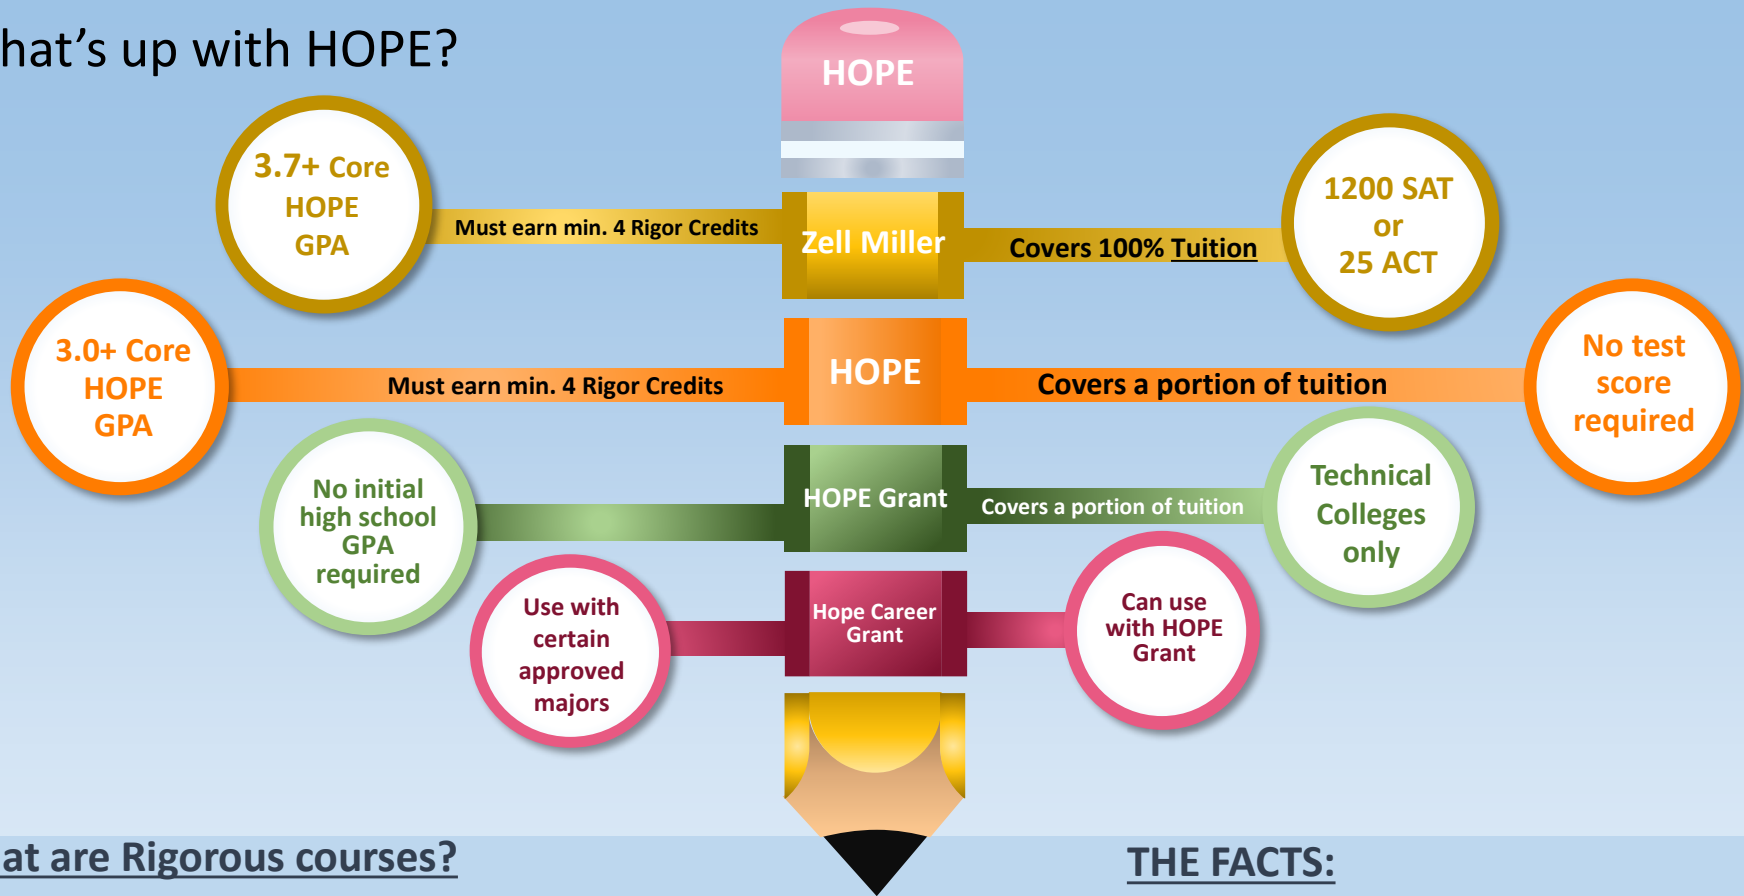 hat’s up with HOPE?
HOPE
3.7+ Core
HOPE
GPA
Must earn min. 4 Rigor Credits
Zell Miller
Covers 100% Tuition
1200 SAT
or
25 ACT
3.0+ Core
HOPE
GPA
Must earn min. 4 Rigor Credits
HOPE
Covers a portion of tuition
No test
score
required
No initial
high school
GPA
required
HOPE Grant
Covers a portion of tuition
Technical
Colleges
only
Use with
certain
approved
majors
Hope Career
Grant
Can use
with HOPE
Grant
at are Rigorous courses?
THE FACTS: